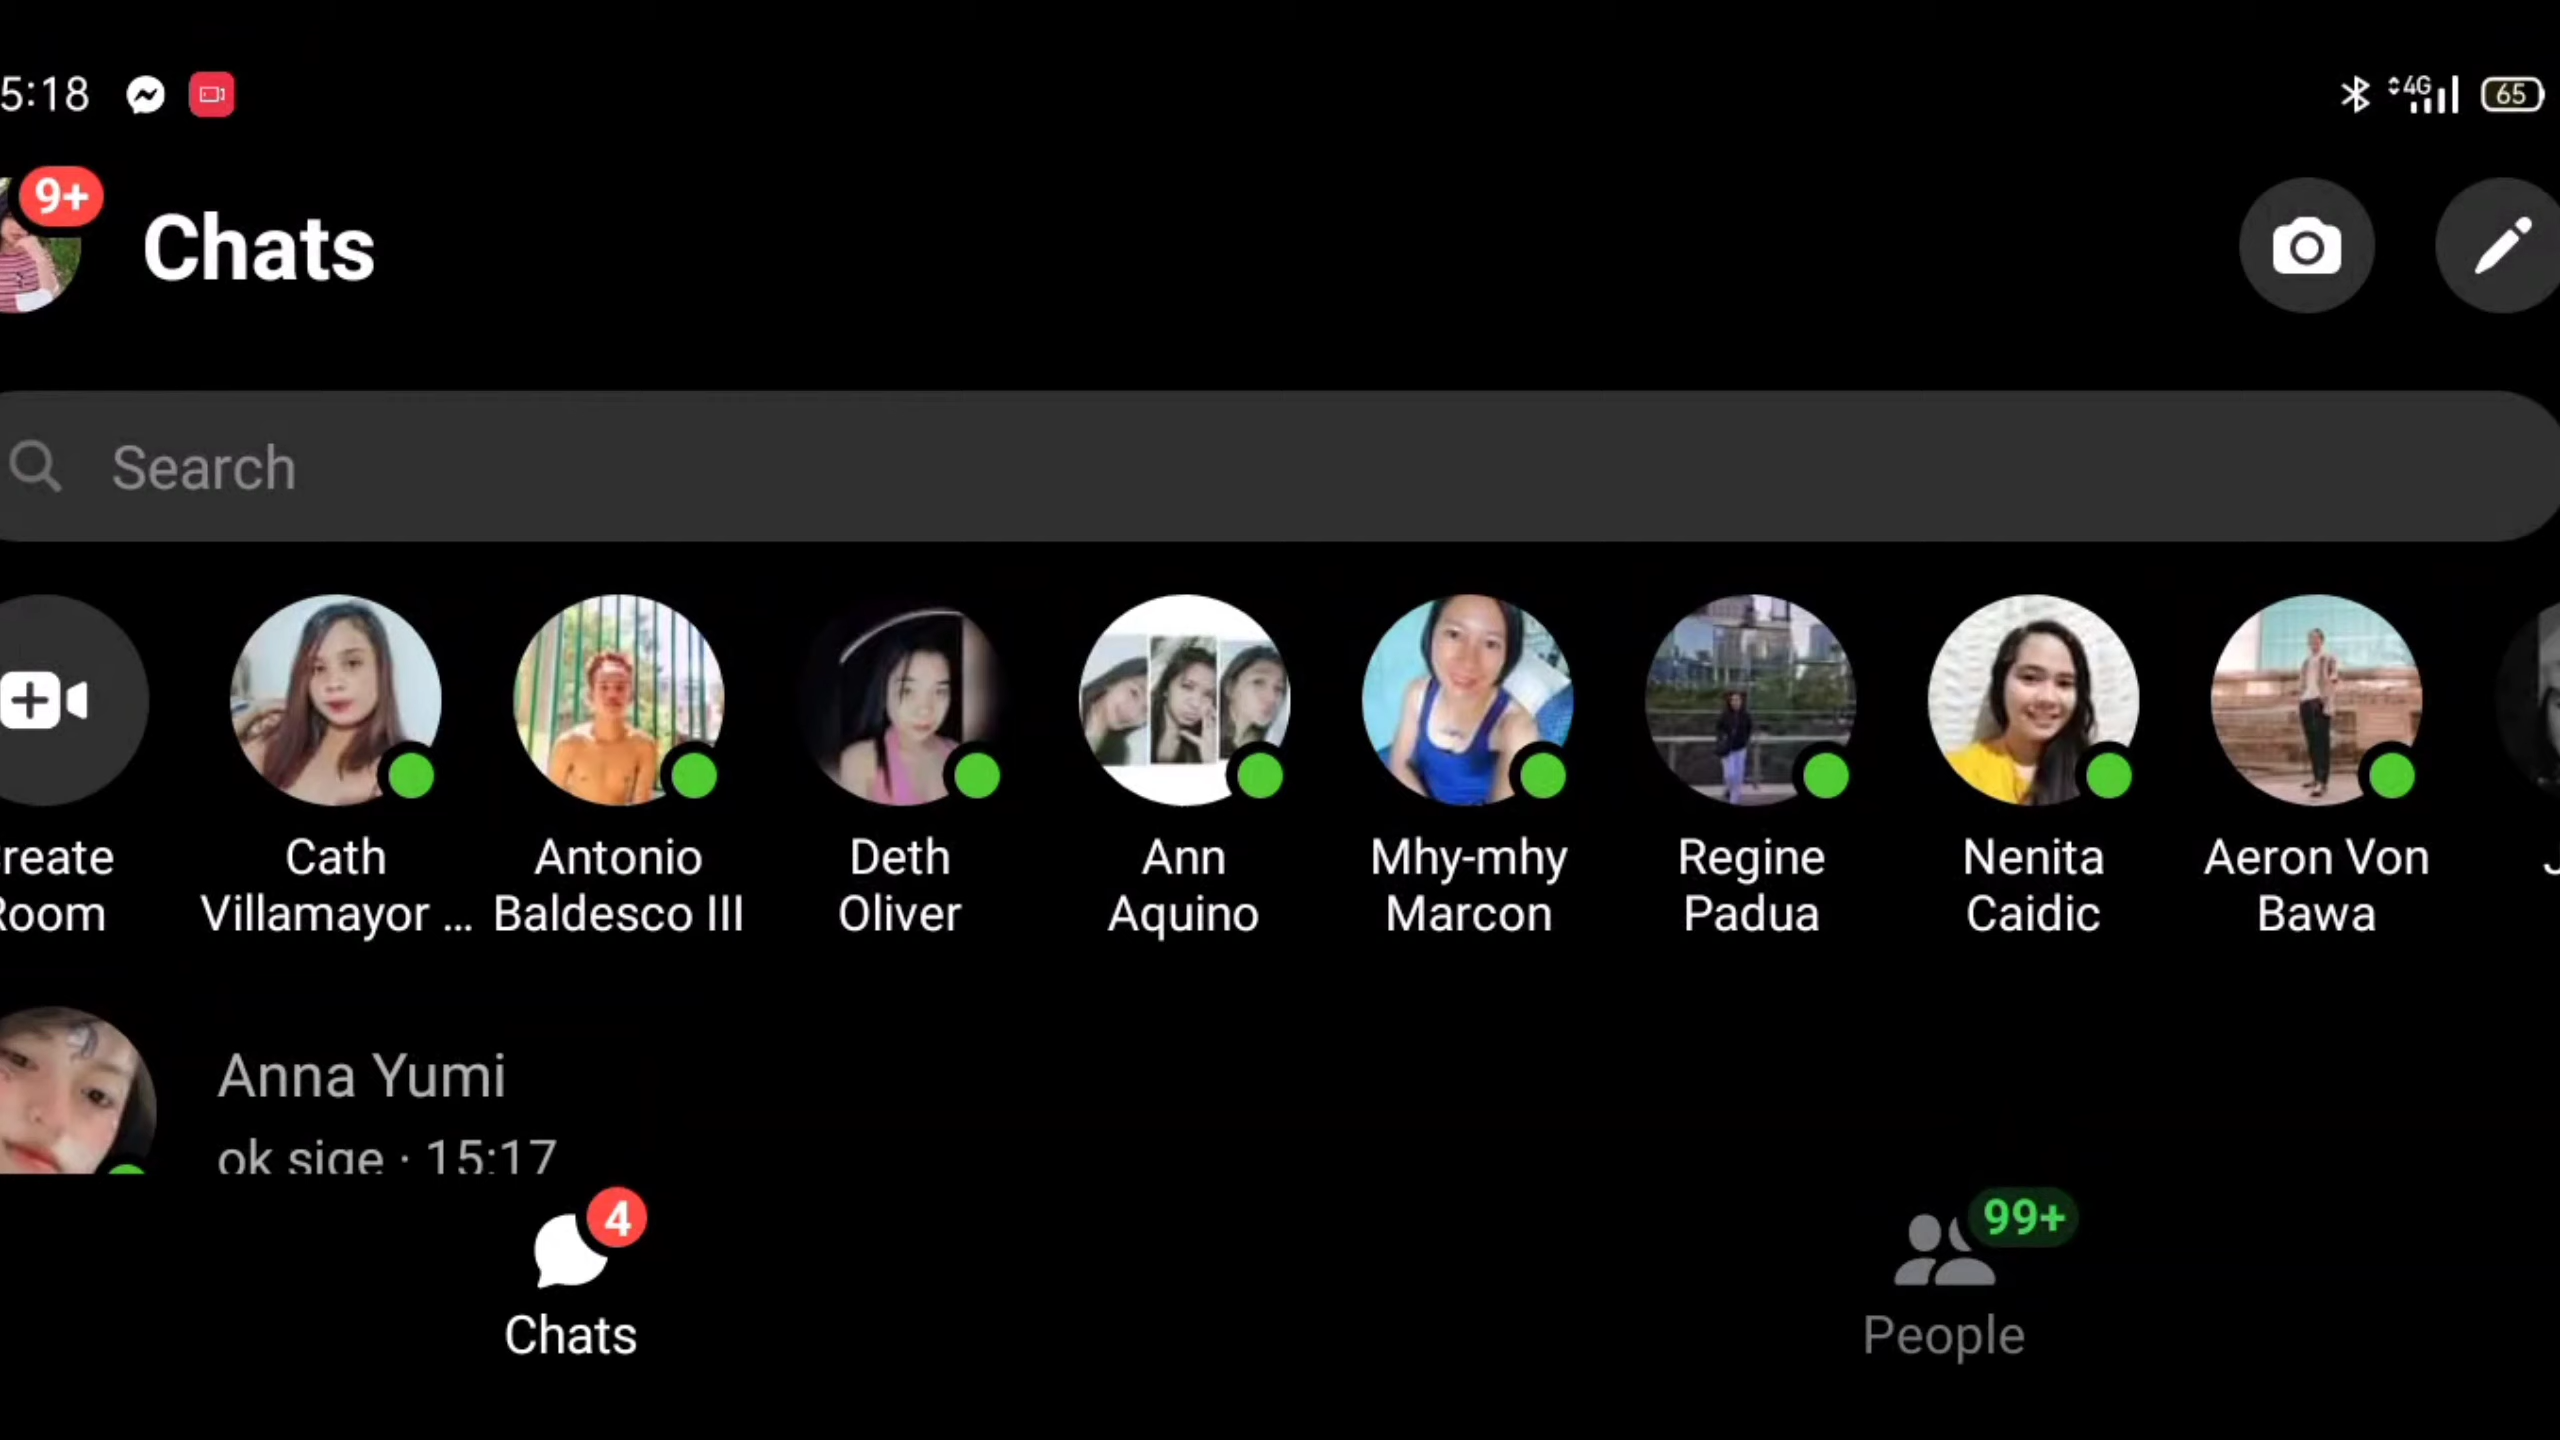 5:18 4G 65
9+ Chats
Search
reate
Room
Cath
Villamayor ...
Antonio
Baldesco III
Deth
Oliver
Ann
Aquino
Mhy-mhy
Marcon
Regine
Padua
Nenita
Caidic
Aeron Von
Bawa
J
Anna Yumi
ok sige · 15:17
4
Chats
99+
People